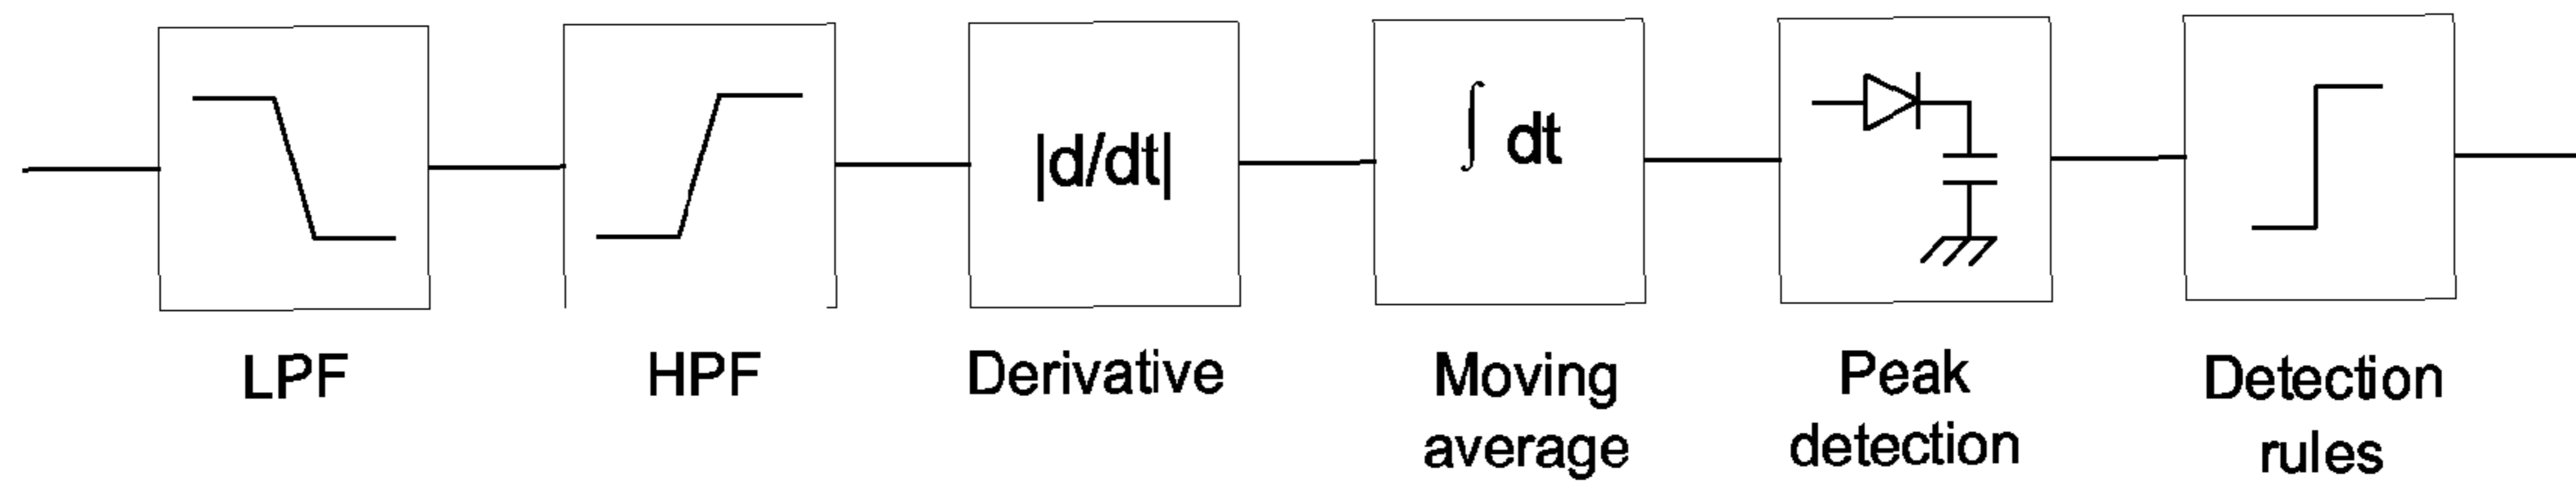 |d/dt|
∫ dt
LPF
HPF
Derivative
Moving
average
Peak
detection
Detection
rules